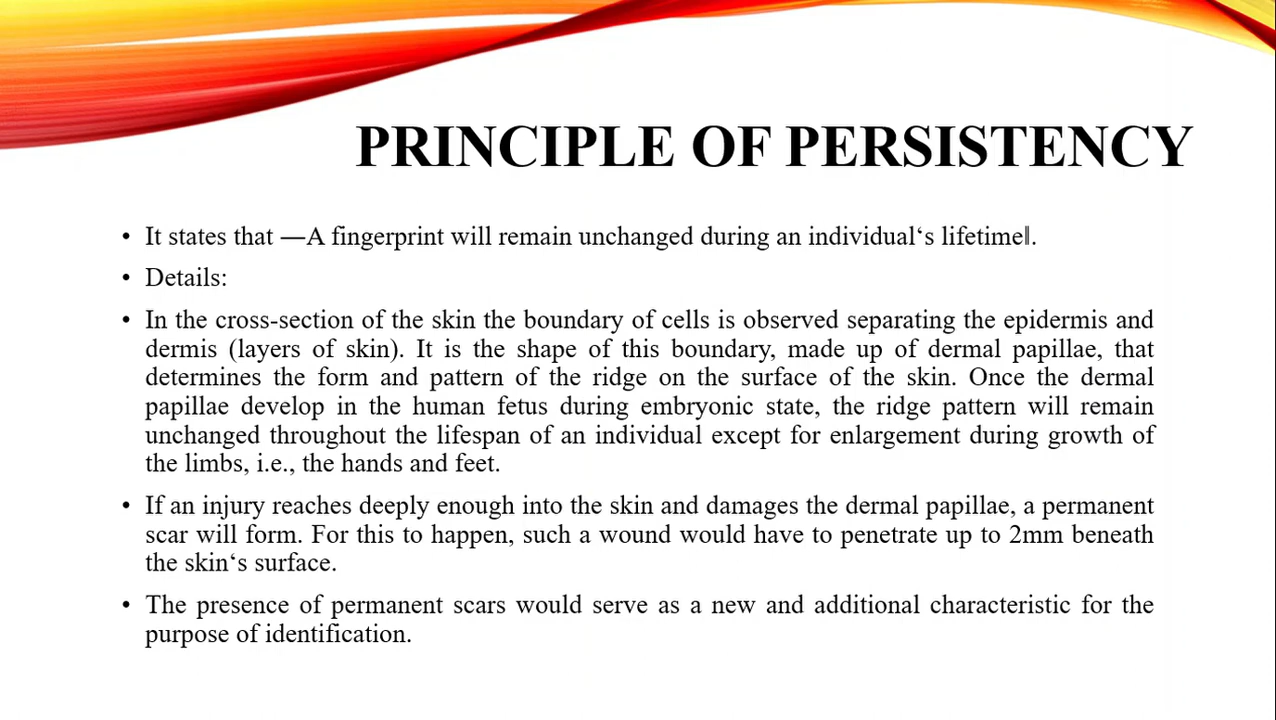 PRINCIPLE OF PERSISTENCY
• It states that ―A fingerprint will remain unchanged during an individual‘s lifetime‖.
• Details:
• In the cross-section of the skin the boundary of cells is observed separating the epidermis and
dermis (layers of skin). It is the shape of this boundary, made up of dermal papillae, that
determines the form and pattern of the ridge on the surface of the skin. Once the dermal
papillae develop in the human fetus during embryonic state, the ridge pattern will remain
unchanged throughout the lifespan of an individual except for enlargement during growth of
the limbs, i.e., the hands and feet.
• If an injury reaches deeply enough into the skin and damages the dermal papillae, a permanent
scar will form. For this to happen, such a wound would have to penetrate up to 2mm beneath
the skin‘s surface.
• The presence of permanent scars would serve as a new and additional characteristic for the
purpose of identification.